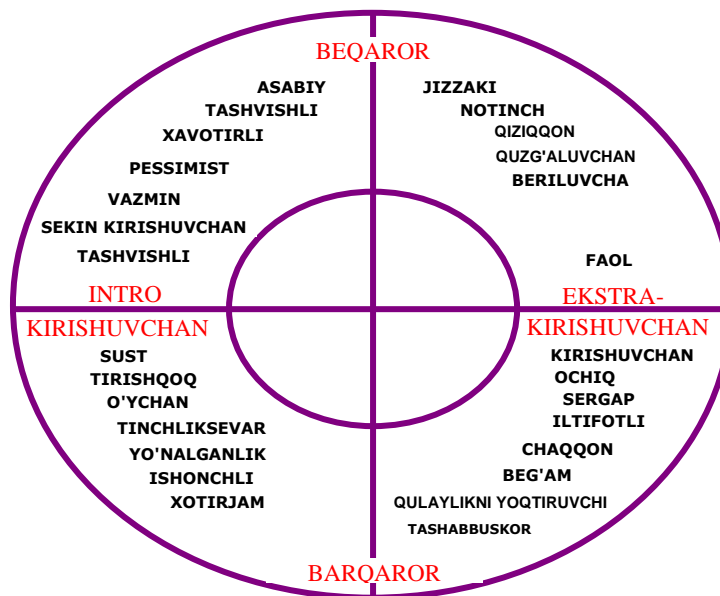 BEQAROR
ASABIY
TASHVISHLI
XAVOTIRLI
PESSIMIST
VAZMIN
SEKIN KIRISHUVCHAN
TASHVISHLI
JIZZAKI
NOTINCH
QIZIQQON
QUZG'ALUVCHAN
BERILUVCHA
FAOL
INTRO
KIRISHUVCHAN
EKSTRA-
KIRISHUVCHAN
SUST
TIRISHQOQ
O'YCHAN
TINCHLIKSEVAR
YO'NALGANLIK
ISHONCHLI
XOTIRJAM
KIRISHUVCHAN
OCHIQ
SERGAP
ILTIFOTLI
CHAQQON
BEG'AM
QULAYLIKNI YOQTIRUVCHI
TASHABBUSKOR
BARQAROR